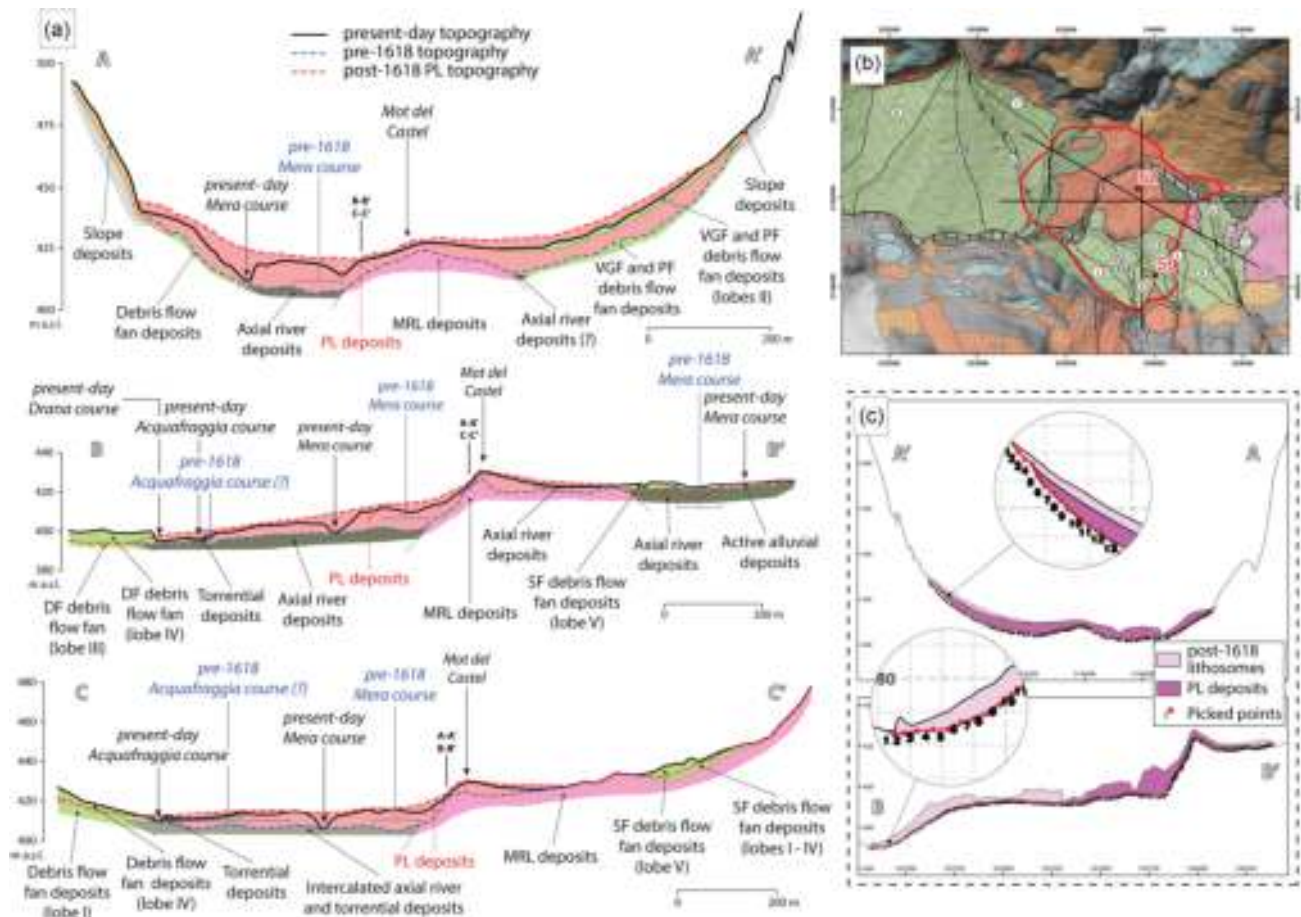 (a)
A
A'
present-day topography
pre-1618 topography
post-1618 PL topography
Mot del
Castel
pre-1618
Mera course
present- day
Mera course
B-B'
C-C'
Slope
deposits
Debris flow
fan deposits
Axial river
deposits
PL deposits
MRL deposits
Axial river
deposits (?)
VGF and PF
debris flow
fan deposits
VGF and PF
debris flow
fan deposits
(lobes II)
Slope
deposits
m a.s.l.
200 m
present-day
Drana course
present-day
Acquafraggia course
pre-1618
Acquafraggia course (?)
present-day
Mera course
pre-1618
Mera course
Mot del
Castel
pre-1618
Mera course
present-day
Mera course
B
B'
m a.s.l.
DF debris
flow fan
(lobe III)
DF debris
flow fan
(lobe IV)
Torrential
deposits
Axial river
deposits
PL deposits
MRL deposits
Axial river
deposits
SF debris flow
fan deposits
(lobe V)
Axial river
deposits
Active alluvial
deposits
200 m
C
C'
present-day
Acquafraggia course
pre-1618
Acquafraggia course (?)
present-day
Mera course
pre-1618
Mera course
A-A'
B-B'
Mot del
Castel
Debris flow
fan deposits
(lobe I)
Debris flow
fan deposits
(lobe IV)
Torrential
deposits
Intercalated axial river
and torrential deposits
PL deposits
MRL deposits
SF debris flow
fan deposits
(lobe V)
SF debris flow
fan deposits
(lobes I - IV)
200 m
(b)
(c)
A'
A
post-1618
lithosomes
PL deposits
Picked points
B
B'